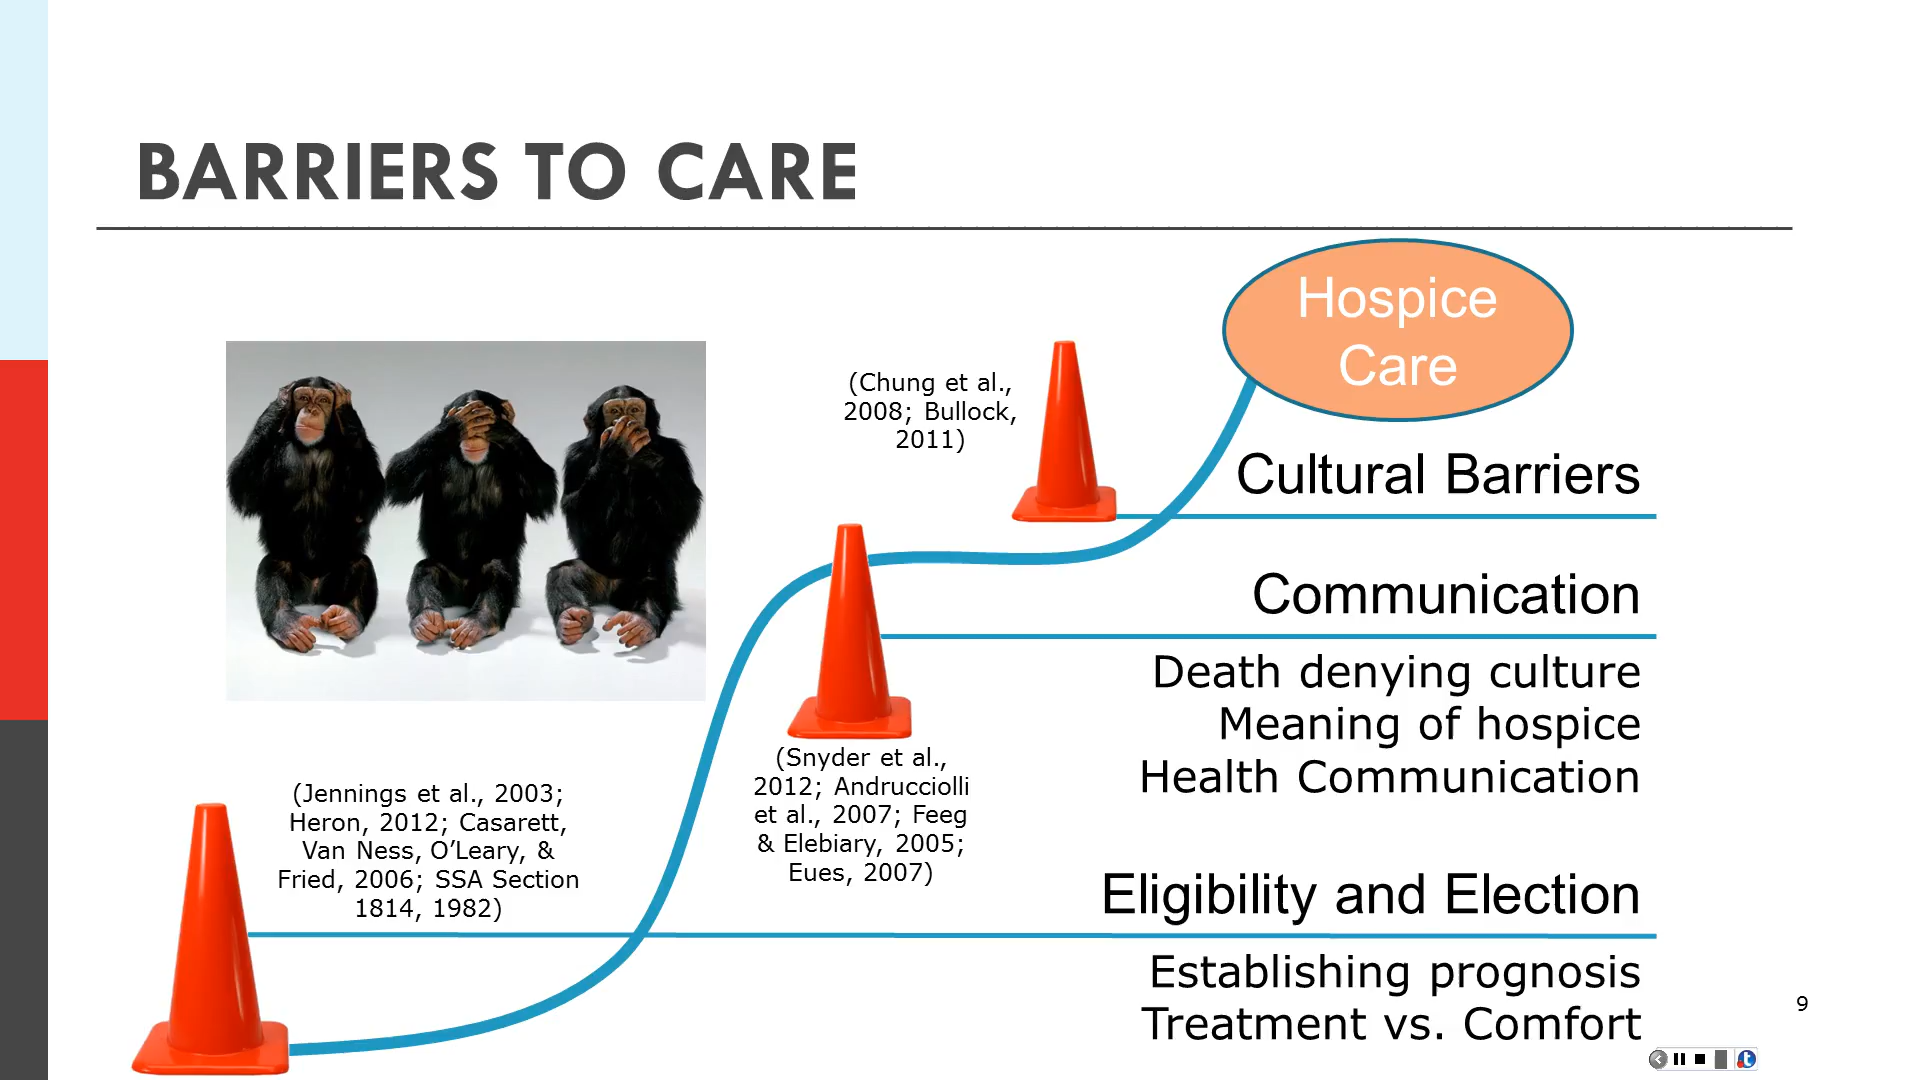 BARRIERS TO CARE
Hospice
Care
(Chung et al.,
2008; Bullock,
2011)
Cultural Barriers
Communication
Death denying culture
Meaning of hospice
Health Communication
(Snyder et al.,
2012; Andrucciolli
et al., 2007; Feeg
& Elebiary, 2005;
Eues, 2007)
(Jennings et al., 2003;
Heron, 2012; Casarett,
Van Ness, O’Leary, &
Fried, 2006; SSA Section
1814, 1982)
Eligibility and Election
Establishing prognosis
Treatment vs. Comfort
9